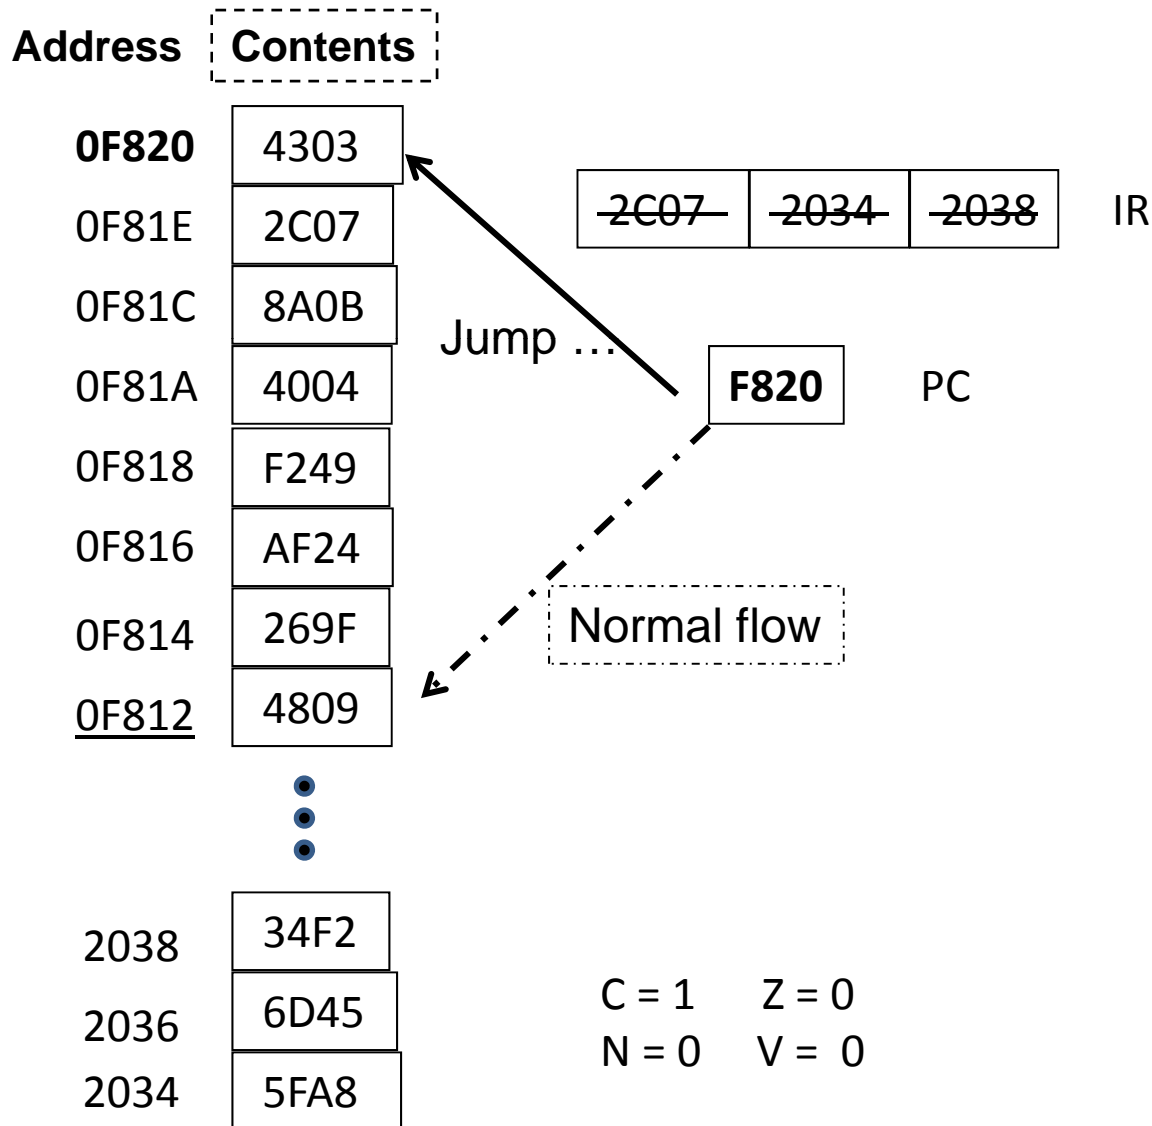 Address Contents
0F820 4303
0F81E 2C07
0F81C 8A0B
0F81A 4004
0F818 F249
0F816 AF24
0F814 269F
0F812 4809
2038 34F2
2036 6D45
2034 5FA8
2C07 2034 2038 IR
Jump …
F820 PC
Normal flow
C = 1 Z = 0
N = 0 V = 0